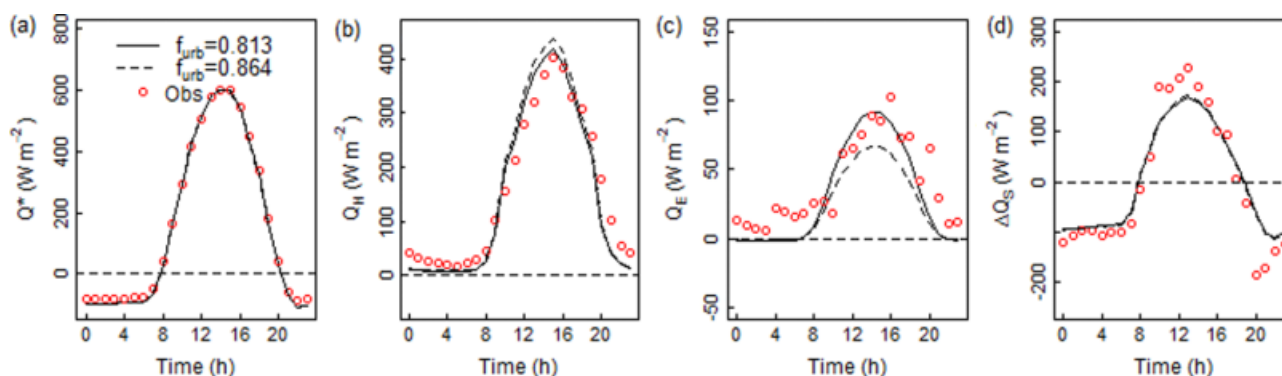 (a)
Q* (W m⁻²)
800
600
400
200
0
f_urb=0.813
f_urb=0.864
Obs
0 4 8 12 16 20
Time (h)
(b)
Q_H (W m⁻²)
400
300
200
100
0
0 4 8 12 16 20
Time (h)
(c)
Q_E (W m⁻²)
150
100
50
0
-50
0 4 8 12 16 20
Time (h)
(d)
ΔQ_S (W m⁻²)
300
200
100
0
-200
0 4 8 12 16 20
Time (h)